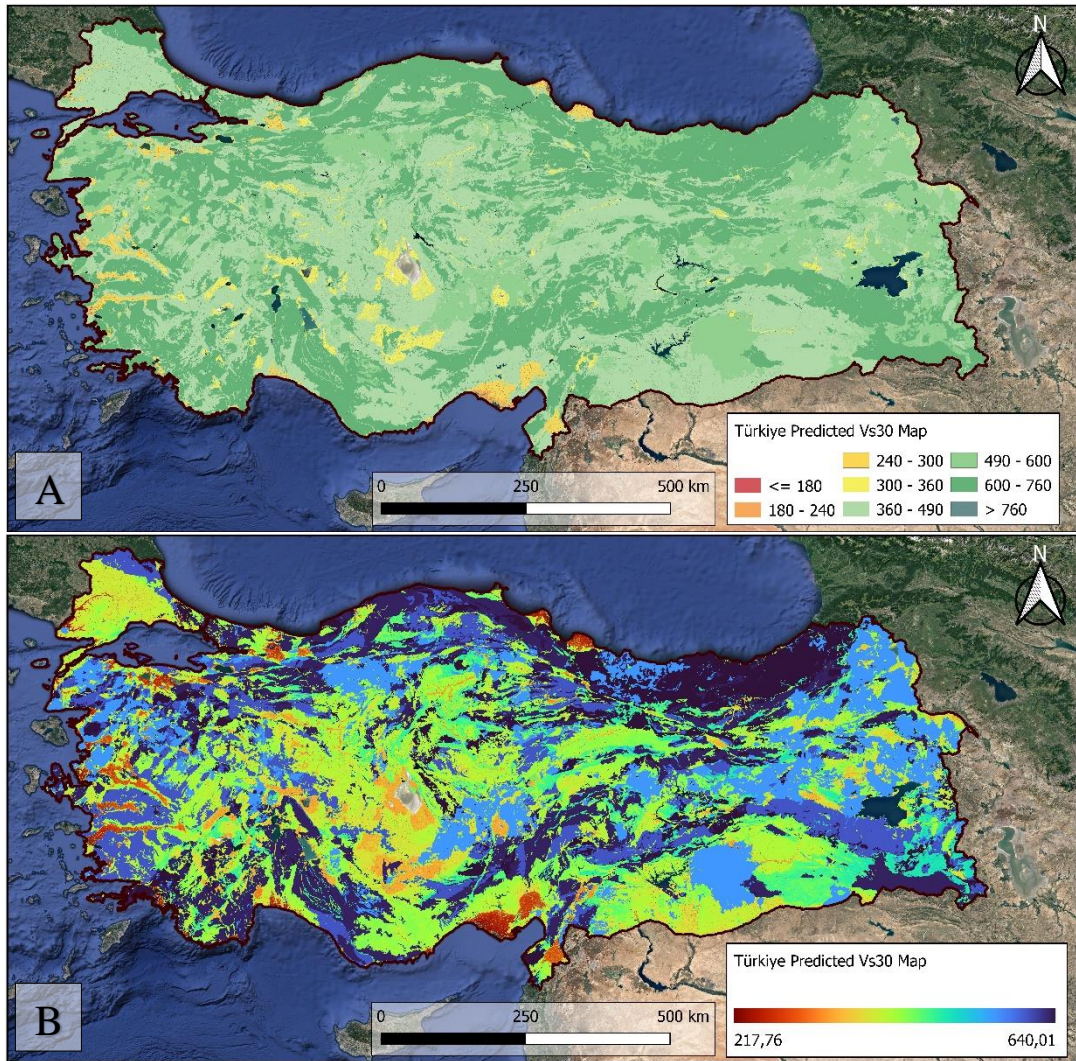 N
A
0 250 500 km
Türkiye Predicted Vs30 Map
<= 180
180 - 240
240 - 300
300 - 360
360 - 490
490 - 600
600 - 760
> 760
N
B
0 250 500 km
Türkiye Predicted Vs30 Map
217,76 640,01